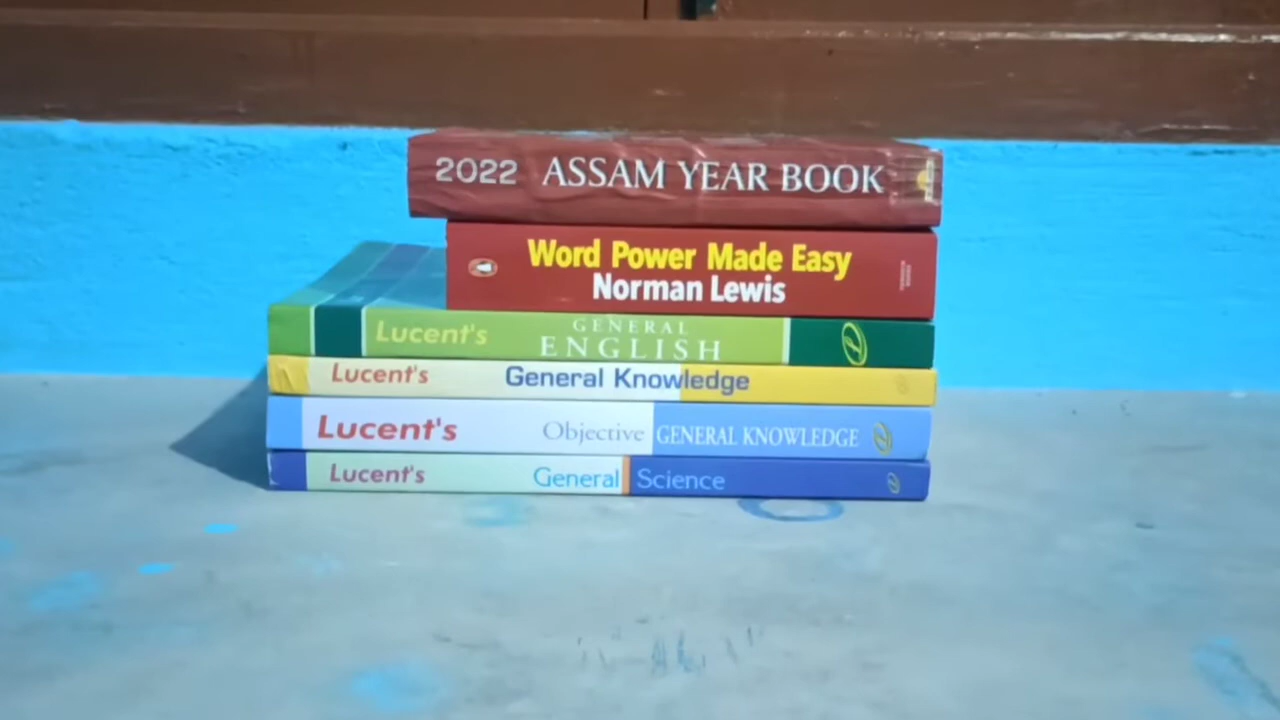 2022 ASSAM YEAR BOOK
Word Power Made Easy
Norman Lewis
Lucent's GENERAL
ENGLISH
Lucent's General Knowledge
Lucent's Objective GENERAL KNOWLEDGE
Lucent's General Science